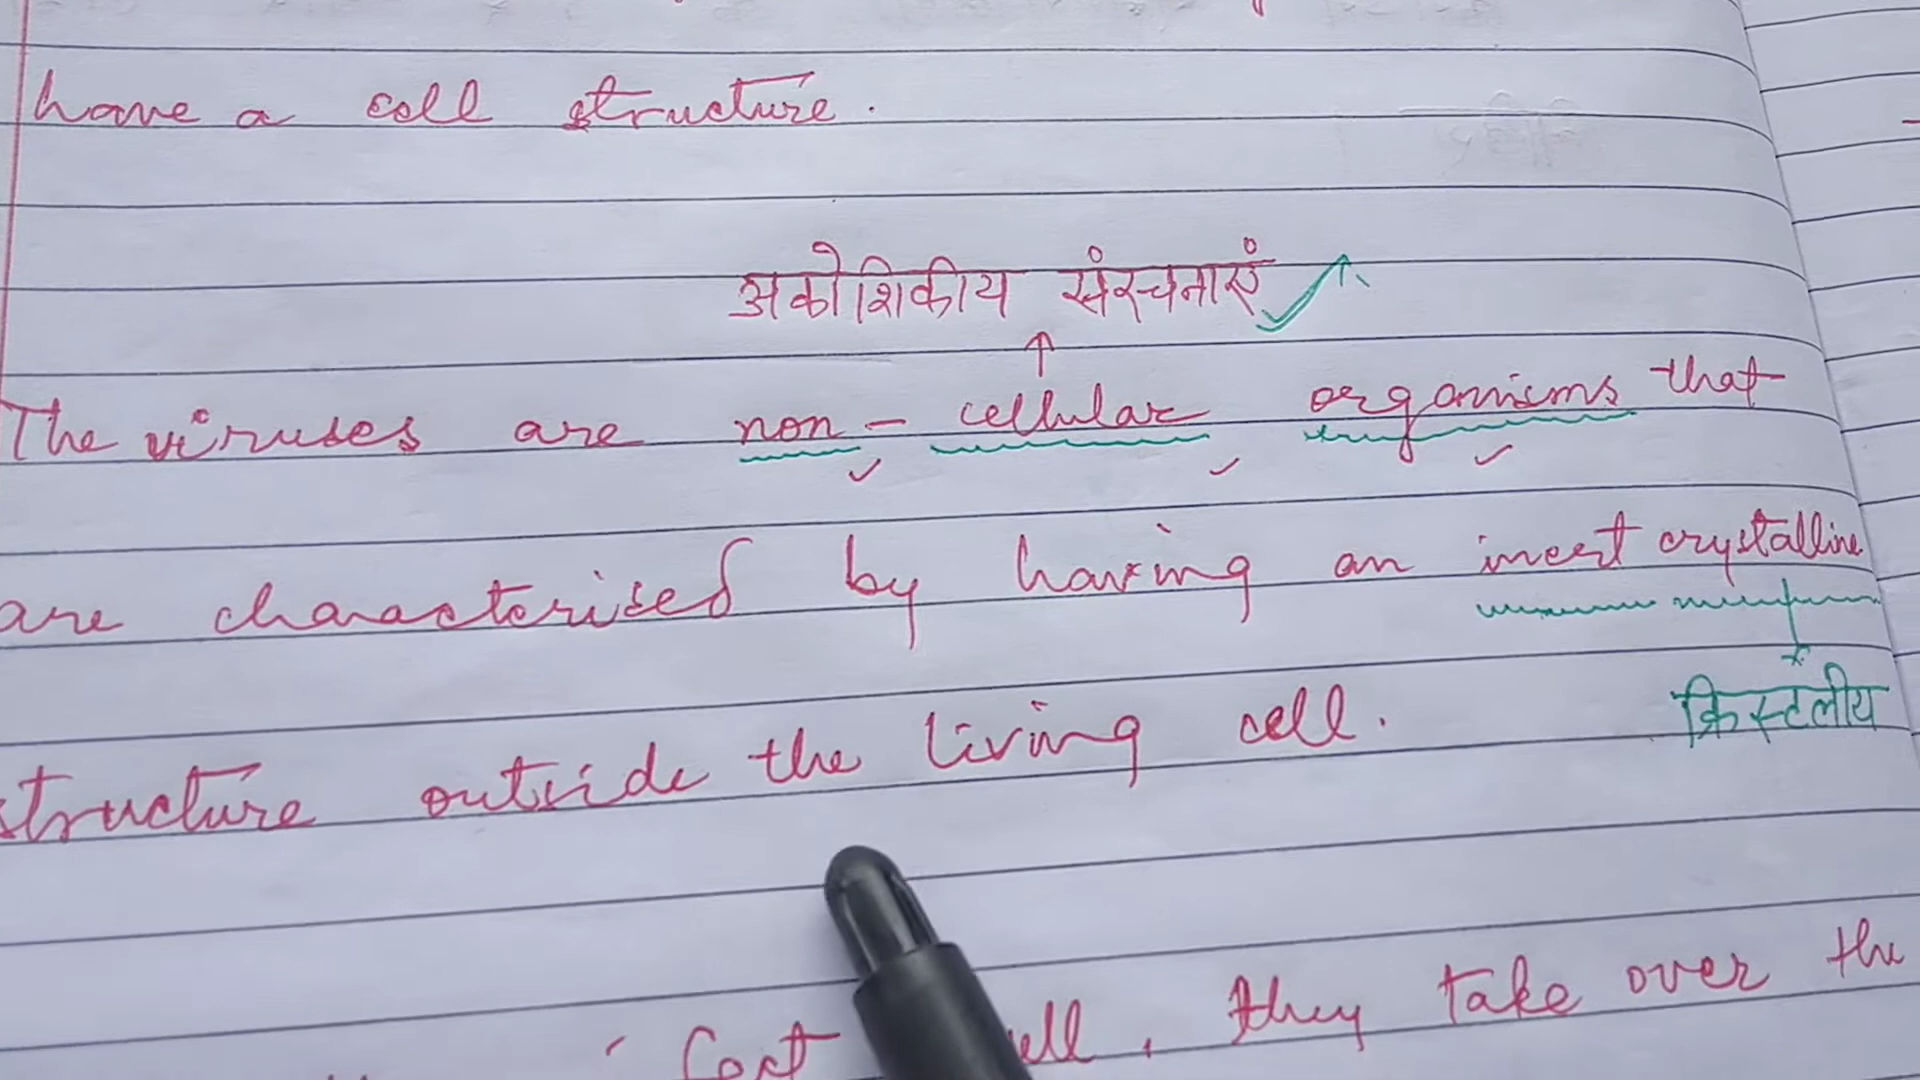 have a cell structure.
अकोशिकीय संरचनाएं
The viruses are non-cellular organisms that
are characterised by having an inert crystalline
क्रिस्टलीय
structure outside the living cell.
they take over the